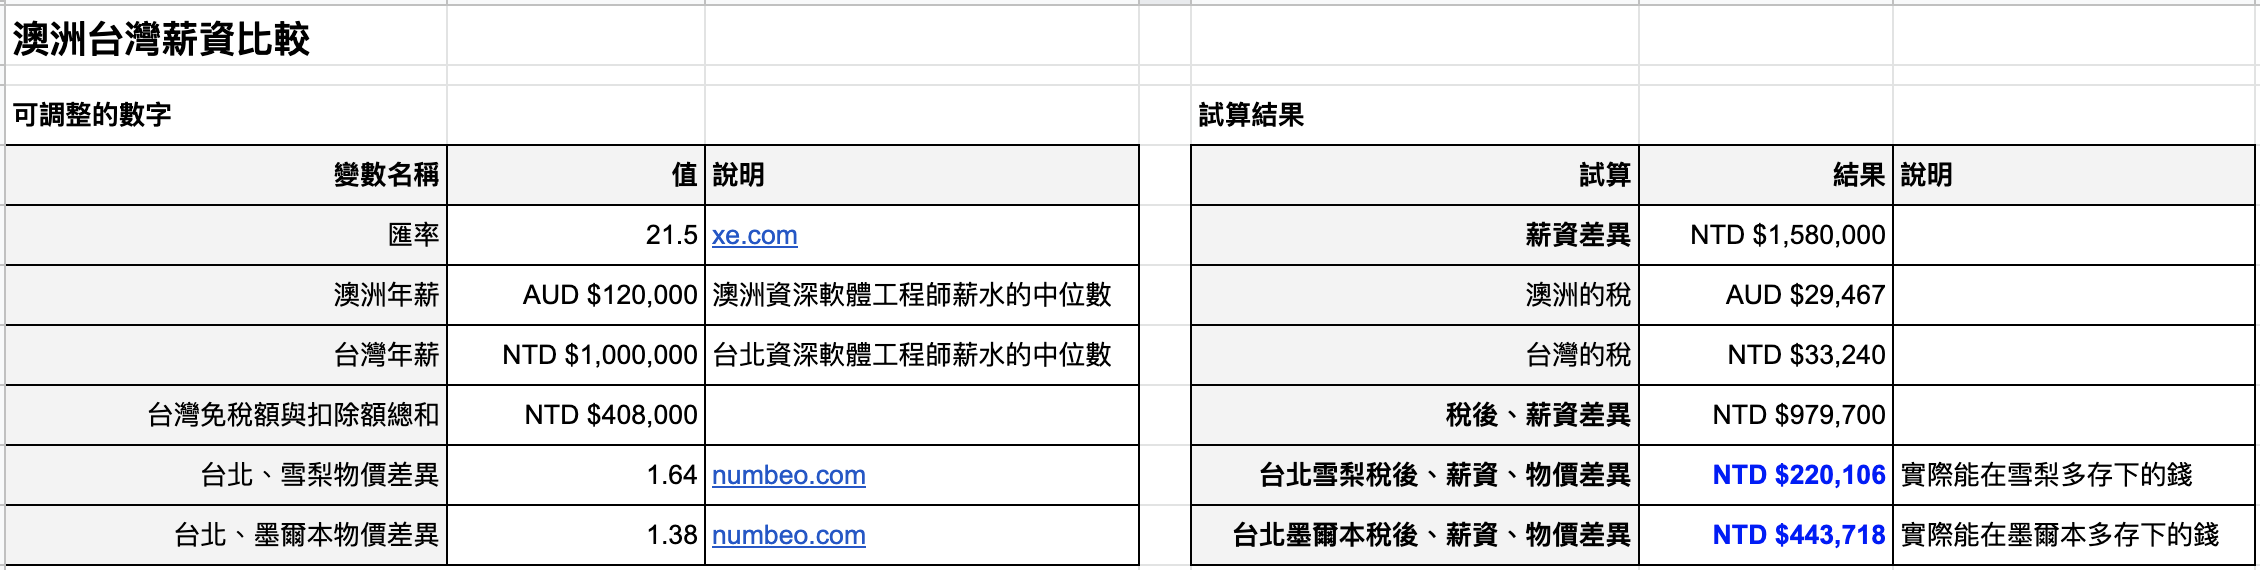 澳洲台灣薪資比較
可調整的數字
變數名稱 值 說明
匯率 21.5 xe.com
澳洲年薪 AUD $120,000 澳洲資深軟體工程師薪水的中位數
台灣年薪 NTD $1,000,000 台北資深軟體工程師薪水的中位數
台灣免稅額與扣除額總和 NTD $408,000
台北、雪梨物價差異 1.64 numbeo.com
台北、墨爾本物價差異 1.38 numbeo.com
試算結果
試算 結果 說明
薪資差異 NTD $1,580,000
澳洲的稅 AUD $29,467
台灣的稅 NTD $33,240
稅後、薪資差異 NTD $979,700
台北雪梨稅後、薪資、物價差異 NTD $220,106 實際能在雪梨多存下的錢
台北墨爾本稅後、薪資、物價差異 NTD $443,718 實際能在墨爾本多存下的錢